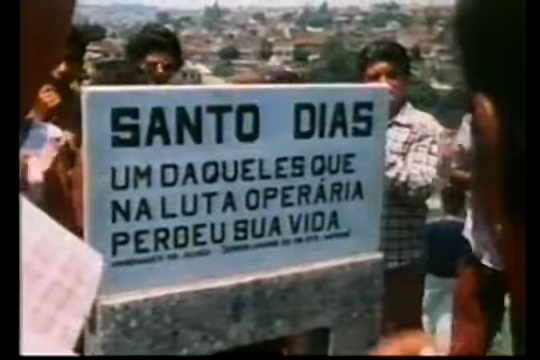 SANTO DIAS
UM DAQUELES QUE
NA LUTA OPERÁRIA
PERDEU SUA VIDA